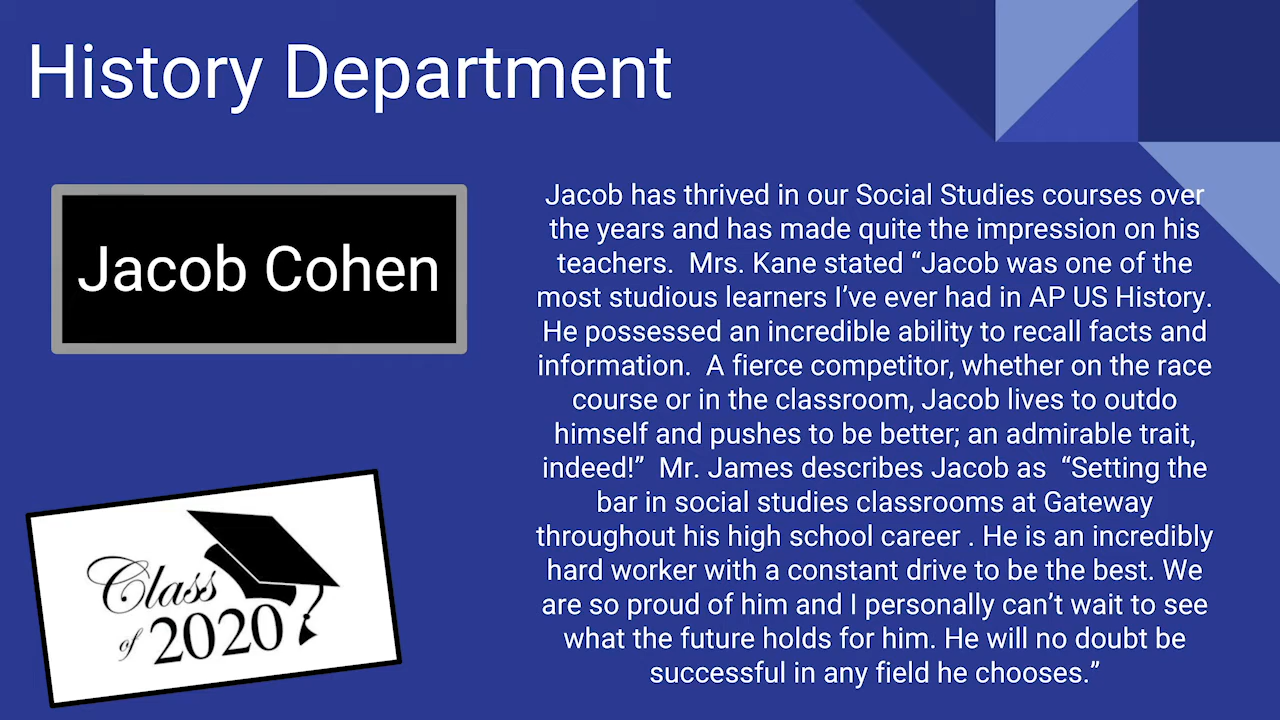 History Department
Jacob Cohen
Jacob has thrived in our Social Studies courses over
the years and has made quite the impression on his
teachers.  Mrs. Kane stated “Jacob was one of the
most studious learners I’ve ever had in AP US History.
He possessed an incredible ability to recall facts and
information.  A fierce competitor, whether on the race
course or in the classroom, Jacob lives to outdo
himself and pushes to be better; an admirable trait,
indeed!”  Mr. James describes Jacob as  “Setting the
bar in social studies classrooms at Gateway
throughout his high school career . He is an incredibly
hard worker with a constant drive to be the best. We
are so proud of him and I personally can’t wait to see
what the future holds for him. He will no doubt be
successful in any field he chooses.”
Class
of 2020